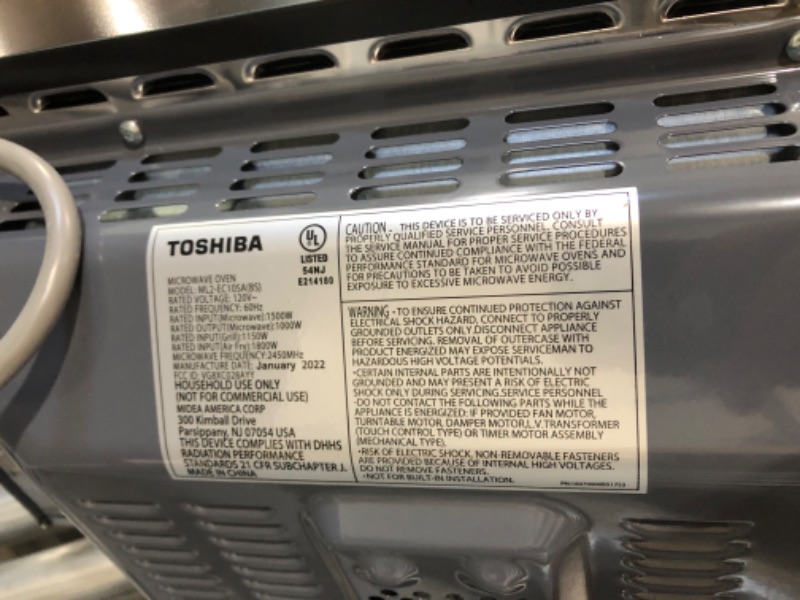 TOSHIBA
UL
LISTED
54NJ
E214180
MICROWAVE OVEN
MODEL: ML2-EC10SA(BS)
RATED VOLTAGE: 120V~
RATED FREQUENCY: 60Hz
RATED INPUT(Microwave):1500W
RATED OUTPUT(Microwave):1000W
RATED INPUT(Grill):1150W
RATED INPUT(Air Fry):1800W
MICROWAVE FREQUENCY:2450MHz
MANUFACTURE DATE: January 2022
FCC ID: VG8XC028AYY
HOUSEHOLD USE ONLY
(NOT FOR COMMERCIAL USE)
MIDEA AMERICA CORP
300 Kimball Drive
Parsippany, NJ 07054 USA
THIS DEVICE COMPLIES WITH DHHS
RADIATION PERFORMANCE
STANDARDS 21 CFR SUBCHAPTER J.
MADE IN CHINA
CAUTION - THIS DEVICE IS TO BE SERVICED ONLY BY
PROPERLY QUALIFIED SERVICE PERSONNEL. CONSULT
THE SERVICE MANUAL FOR PROPER SERVICE PROCEDURES
TO ASSURE CONTINUED COMPLIANCE WITH THE FEDERAL
PERFORMANCE STANDARD FOR MICROWAVE OVENS AND
FOR PRECAUTIONS TO BE TAKEN TO AVOID POSSIBLE
EXPOSURE TO EXCESSIVE MICROWAVE ENERGY.
WARNING - TO ENSURE CONTINUED PROTECTION AGAINST
ELECTRICAL SHOCK HAZARD, CONNECT TO PROPERLY
GROUNDED OUTLETS ONLY.DISCONNECT APPLIANCE
BEFORE SERVICING. REMOVAL OF OUTERCASE WITH
PRODUCT ENERGIZED MAY EXPOSE SERVICEMAN TO
HAZARDOUS HIGH VOLTAGE POTENTIALS.
•CERTAIN INTERNAL PARTS ARE INTENTIONALLY NOT
GROUNDED AND MAY PRESENT A RISK OF ELECTRIC
SHOCK ONLY DURING SERVICING.SERVICE PERSONNEL
-DO NOT CONTACT THE FOLLOWING PARTS WHILE THE
APPLIANCE IS ENERGIZED: IF PROVIDED FAN MOTOR,
TURNTABLE MOTOR, DAMPER MOTOR,L.V.TRANSFORMER
(TOUCH CONTROL TYPE) OR TIMER MOTOR ASSEMBLY
(MECHANICAL TYPE).
•RISK OF ELECTRIC SHOCK, NON-REMOVABLE FASTENERS
ARE PROVIDED BECAUSE OF INTERNAL HIGH VOLTAGES.
DO NOT REMOVE FASTENERS.
•NOT FOR BUILT-IN INSTALLATION.